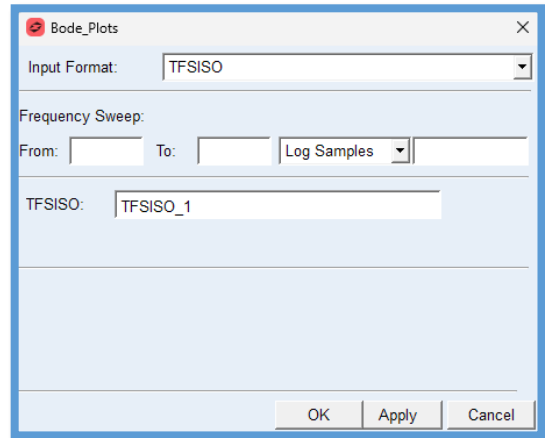 Bode_Plots
Input Format: TFSISO
Frequency Sweep:
From: To: Log Samples
TFSISO: TFSISO_1
OK Apply Cancel